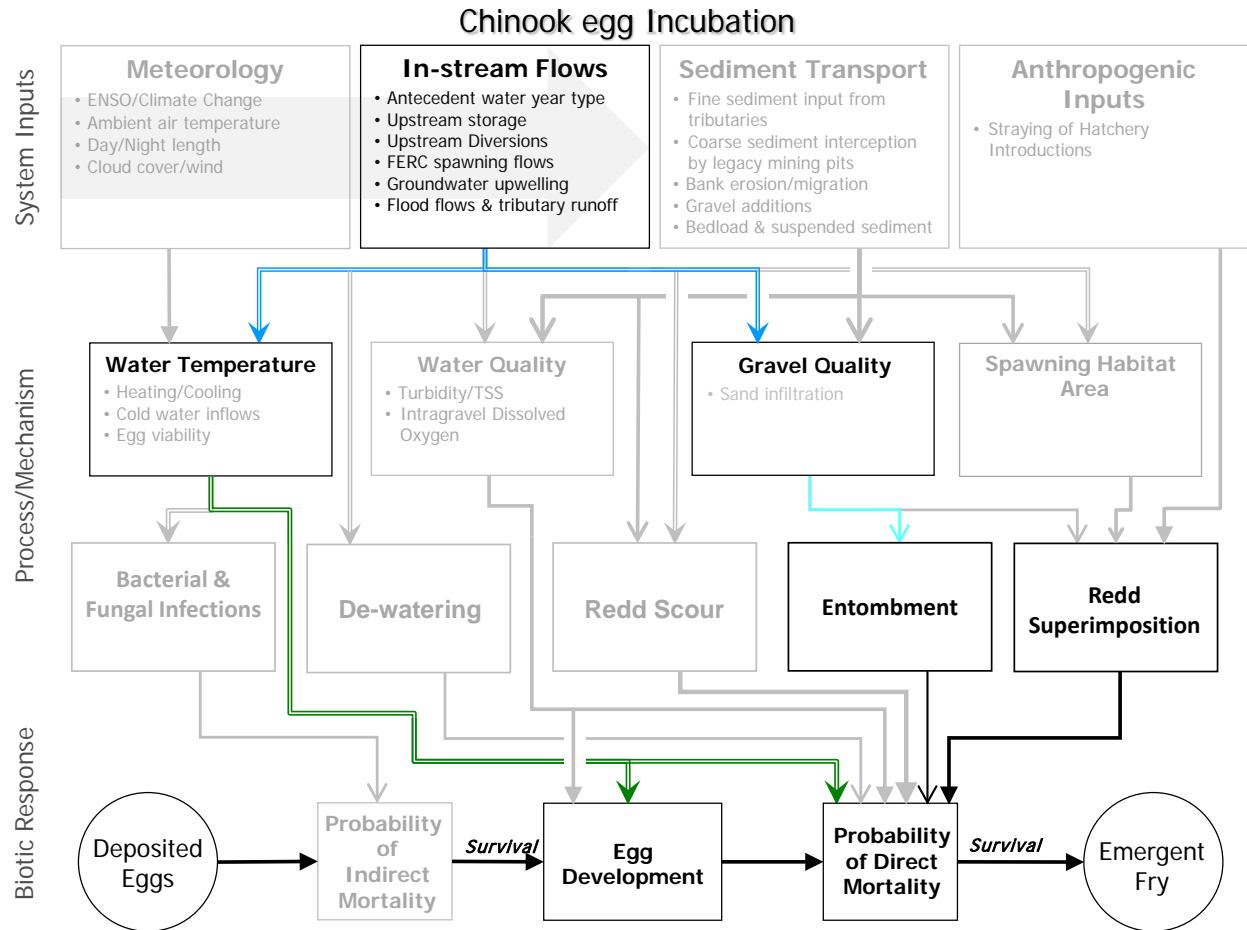 Chinook egg Incubation
System Inputs
Meteorology
• ENSO/Climate Change
• Ambient air temperature
• Day/Night length
• Cloud cover/wind
In-stream Flows
• Antecedent water year type
• Upstream storage
• Upstream Diversions
• FERC spawning flows
• Groundwater upwelling
• Flood flows & tributary runoff
Sediment Transport
• Fine sediment input from
tributaries
• Coarse sediment interception
by legacy mining pits
• Bank erosion/migration
• Gravel additions
• Bedload & suspended sediment
Anthropogenic
Inputs
• Straying of Hatchery
Introductions
Process/Mechanism
Water Temperature
• Heating/Cooling
• Cold water inflows
• Egg viability
Water Quality
• Turbidity/TSS
• Intragravel Dissolved
Oxygen
Gravel Quality
• Sand infiltration
Spawning Habitat
Area
Bacterial &
Fungal Infections
De-watering
Redd Scour
Entombment
Redd
Superimposition
Biotic Response
Deposited
Eggs
Probability
of
Indirect
Mortality
Survival
Egg
Development
Probability
of Direct
Mortality
Survival
Emergent
Fry